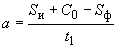 a = (Sи + C₀ − Sф) / t₁